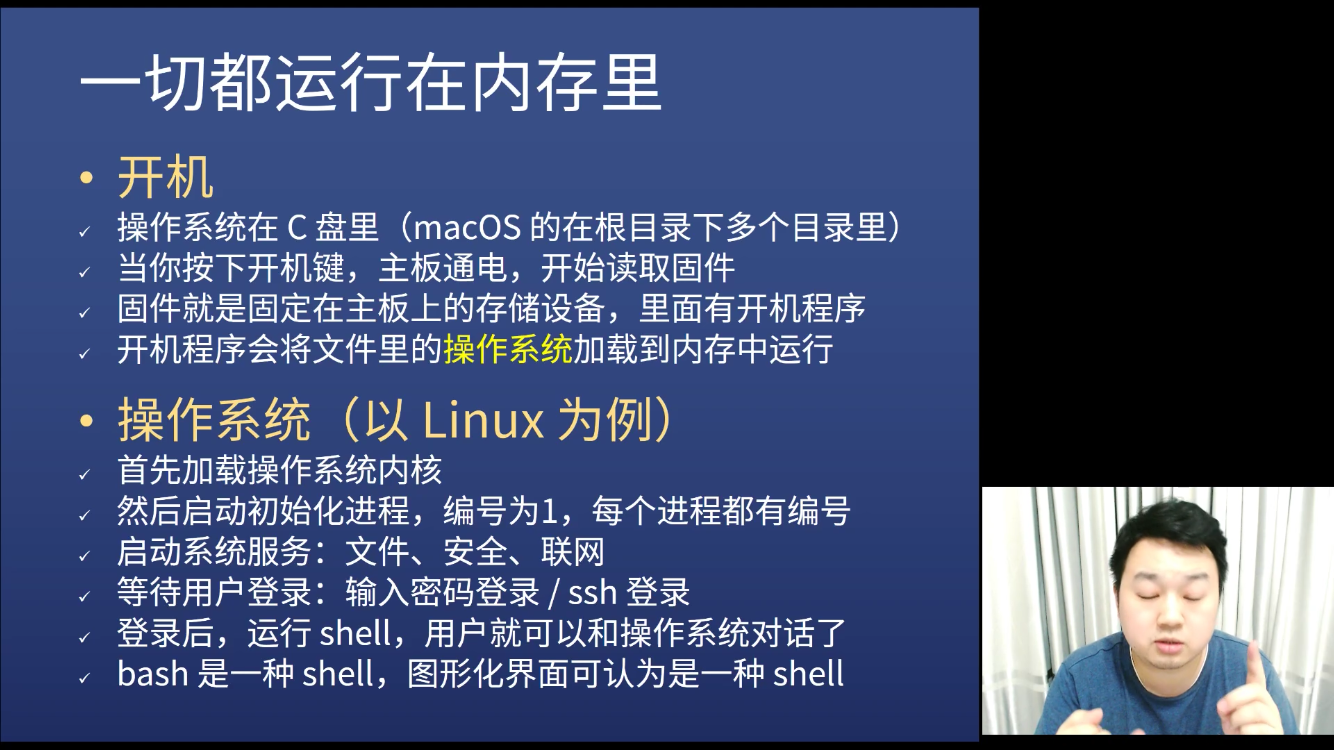 一切都运行在内存里
• 开机
✓ 操作系统在 C 盘里（macOS 的在根目录下多个目录里）
✓ 当你按下开机键，主板通电，开始读取固件
✓ 固件就是固定在主板上的存储设备，里面有开机程序
✓ 开机程序会将文件里的操作系统加载到内存中运行
• 操作系统（以 Linux 为例）
✓ 首先加载操作系统内核
✓ 然后启动初始化进程，编号为1，每个进程都有编号
✓ 启动系统服务：文件、安全、联网
✓ 等待用户登录：输入密码登录 / ssh 登录
✓ 登录后，运行 shell，用户就可以和操作系统对话了
✓ bash 是一种 shell，图形化界面可认为是一种 shell